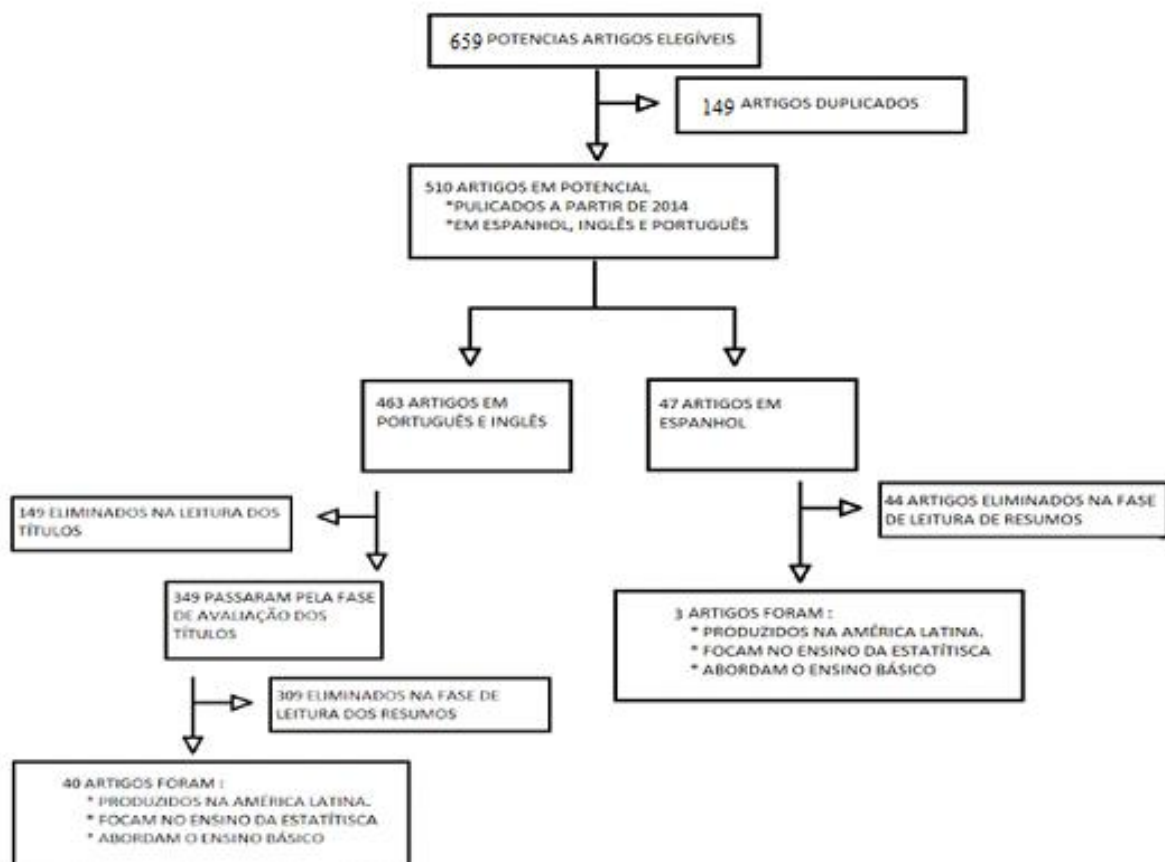 659 POTENCIAS ARTIGOS ELEGÍVEIS
149 ARTIGOS DUPLICADOS
510 ARTIGOS EM POTENCIAL
*PULICADOS A PARTIR DE 2014
*EM ESPANHOL, INGLÊS E PORTUGUÊS
463 ARTIGOS EM
PORTUGUÊS E INGLÊS
47 ARTIGOS EM
ESPANHOL
149 ELIMINADOS NA LEITURA DOS
TÍTULOS
44 ARTIGOS ELIMINADOS NA FASE
DE LEITURA DE RESUMOS
349 PASSARAM PELA FASE
DE AVALIAÇÃO DOS
TÍTULOS
3 ARTIGOS FORAM :
* PRODUZIDOS NA AMÉRICA LATINA.
* FOCAM NO ENSINO DA ESTATÍTISCA
* ABORDAM O ENSINO BÁSICO
309 ELIMINADOS NA FASE DE
LEITURA DOS RESUMOS
40 ARTIGOS FORAM :
* PRODUZIDOS NA AMÉRICA LATINA.
* FOCAM NO ENSINO DA ESTATÍTISCA
* ABORDAM O ENSINO BÁSICO